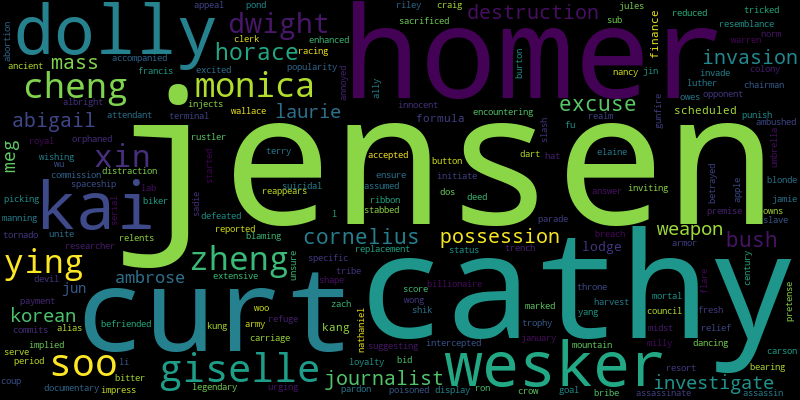 abortion
dolly
appeal
pond
accompanied
dwight
clerk
racing
enhanced
popularity
homer
riley
craig
sacrificed
destruction
sub
jules
reduced
finance
tricked
resemblance
warren
norm
invasion
ancient
mass
francis
excited
horace
annoyed
ally
burton
nancy
jin
invade
luther
colony
chairman
cheng
monica
injects
wallace
innocent
encountering
excuse
owes
opponent
albright
attendant
terminal
laurie
formula
realm
gunfire
scheduled
punish
ambushed
abigail
royal
orphaned
rustler
jensen
slash
fu
umbrella
meg
wishing
wu
xin
started
terry
accepted
button
dart
hat
elaine
betrayed
apple
blonde
commission
distraction
spaceship
lab
suicidal
assumed
ensure
initiate
answer
inviting
jamie
picking
kai
serial
biker
sadie
reappears
ribbon
dos
deed
premise
owns
slave
manning
defeated
1
stabbed
parade
tornado
unite
reported
cornelius
possession
breach
weapon
bush
researcher
relents
blaming
replacement
status
trench
lodge
armor
ying
zheng
unsure
specific
tribe
cathy
century
devil
ambrose
extensive
shape
billionaire
throne
mortal
flare
pretense
payment
jun
curt
zach
score
wong
marked
harvest
council
fresh
korean
alias
woo
refuge
shik
trophy
yang
midst
relief
commits
befriended
kung
army
kang
nathaniel
intercepted
january
milly
dancing
implied
carriage
suggesting
mountain
carson
serve
period
soo
li
giselle
loyalty
bid
wesker
resort
bearing
coup
documentary
bitter
impress
legendary
urging
journalist
pardon
poisoned
display
ron
crow
goal
bribe
investigate
assassinate
assassin